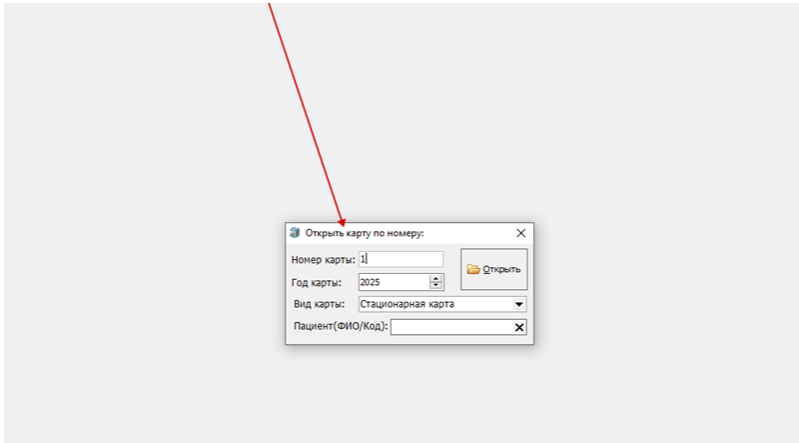 Открыть карту по номеру:
Номер карты: 1
Открыть
Год карты: 2025
Вид карты: Стационарная карта
Пациент(ФИО/Код):